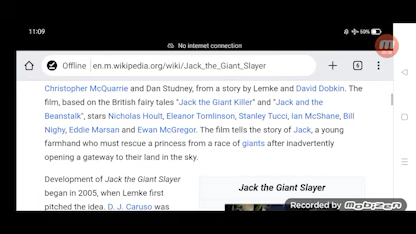 11:09
59%
No internet connection
Offline
en.m.wikipedia.org/wiki/Jack_the_Giant_Slayer
6
Christopher McQuarrie and Dan Studney, from a story by Lemke and David Dobkin. The
film, based on the British fairy tales "Jack the Giant Killer" and "Jack and the
Beanstalk", stars Nicholas Hoult, Eleanor Tomlinson, Stanley Tucci, Ian McShane, Bill
Nighy, Eddie Marsan and Ewan McGregor. The film tells the story of Jack, a young
farmhand who must rescue a princess from a race of giants after inadvertently
opening a gateway to their land in the sky.
Development of Jack the Giant Slayer
began in 2005, when Lemke first
pitched the idea. D. J. Caruso was
Jack the Giant Slayer
Recorded by Mobizen